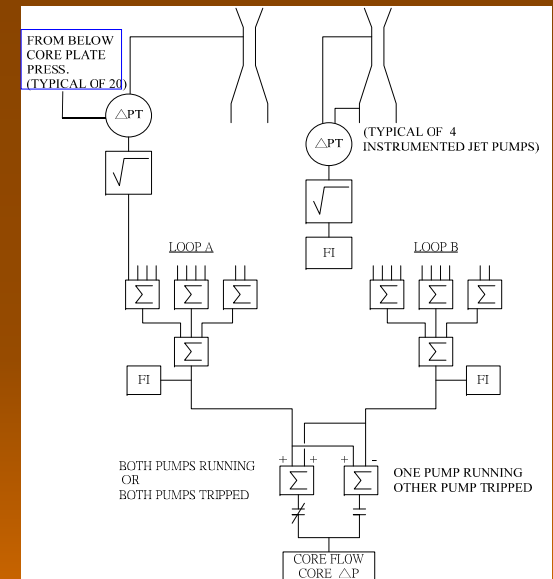 FROM BELOW
CORE PLATE
PRESS.
(TYPICAL OF 20)
△PT
√
(TYPICAL OF 4
INSTRUMENTED JET PUMPS)
△PT
√
FI
LOOP A
LOOP B
Σ Σ Σ
Σ Σ Σ
Σ
Σ
FI
FI
BOTH PUMPS RUNNING
OR
BOTH PUMPS TRIPPED
+ +
Σ
+ -
Σ
ONE PUMP RUNNING
OTHER PUMP TRIPPED
CORE FLOW
CORE △P